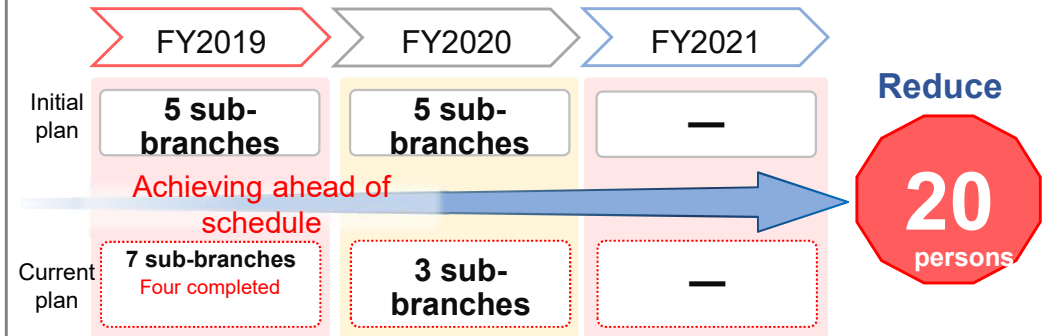 FY2019
FY2020
FY2021
Reduce
Initial
plan
5 sub-
branches
5 sub-
branches
—
Achieving ahead of
schedule
20
persons
Current
plan
7 sub-branches
Four completed
3 sub-
branches
—